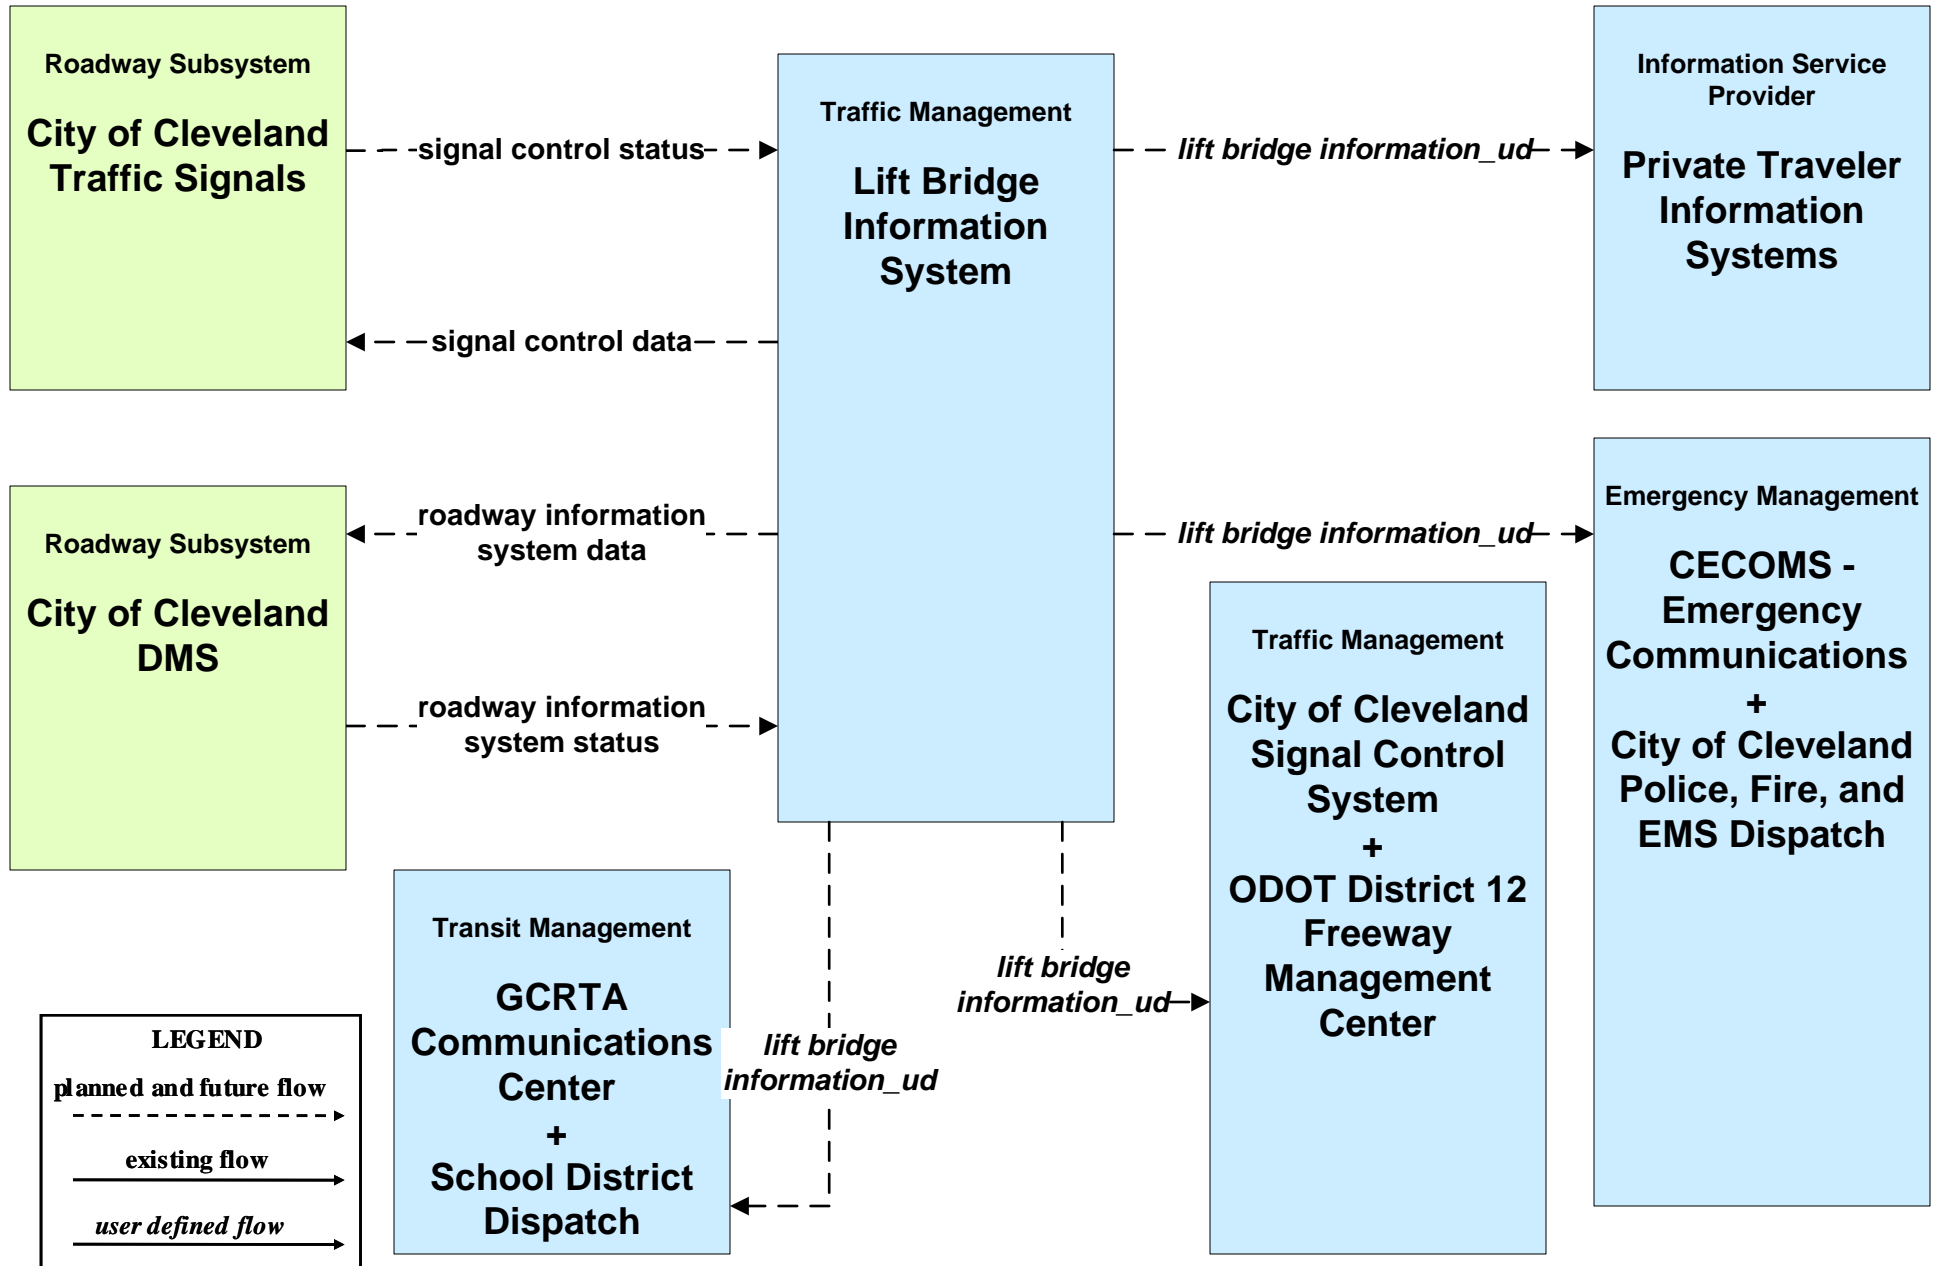 Roadway Subsystem
City of Cleveland
Traffic Signals
signal control status
signal control data
Traffic Management
Lift Bridge
Information
System
lift bridge information_ud
Information Service
Provider
Private Traveler
Information
Systems
Roadway Subsystem
City of Cleveland
DMS
roadway information
system data
roadway information
system status
lift bridge information_ud
Emergency Management
CECOMS -
Emergency
Communications
+
City of Cleveland
Police, Fire, and
EMS Dispatch
Traffic Management
City of Cleveland
Signal Control
System
+
ODOT District 12
Freeway
Management
Center
lift bridge
information_ud
Transit Management
GCRTA
Communications
Center
+
School District
Dispatch
lift bridge
information_ud
LEGEND
planned and future flow
existing flow
user defined flow